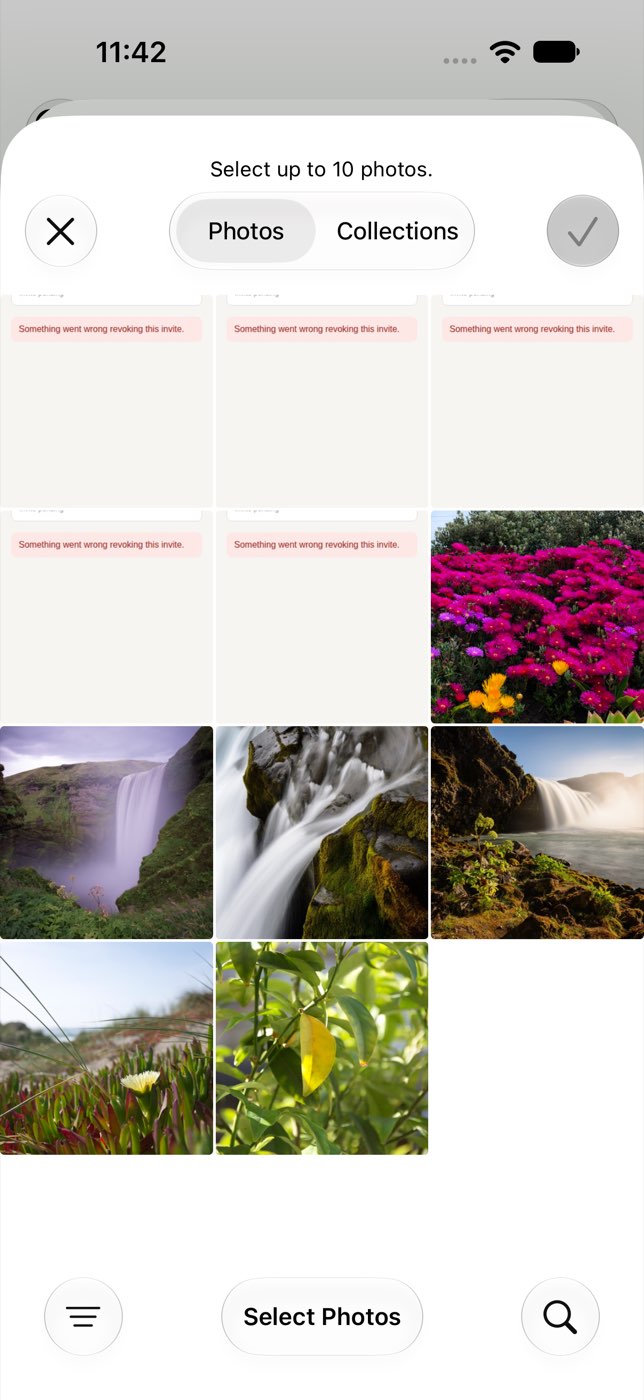 11:42
Select up to 10 photos.
Photos Collections
Something went wrong revoking this invite. Something went wrong revoking this invite. Something went wrong revoking this invite.
Something went wrong revoking this invite. Something went wrong revoking this invite.
Select Photos